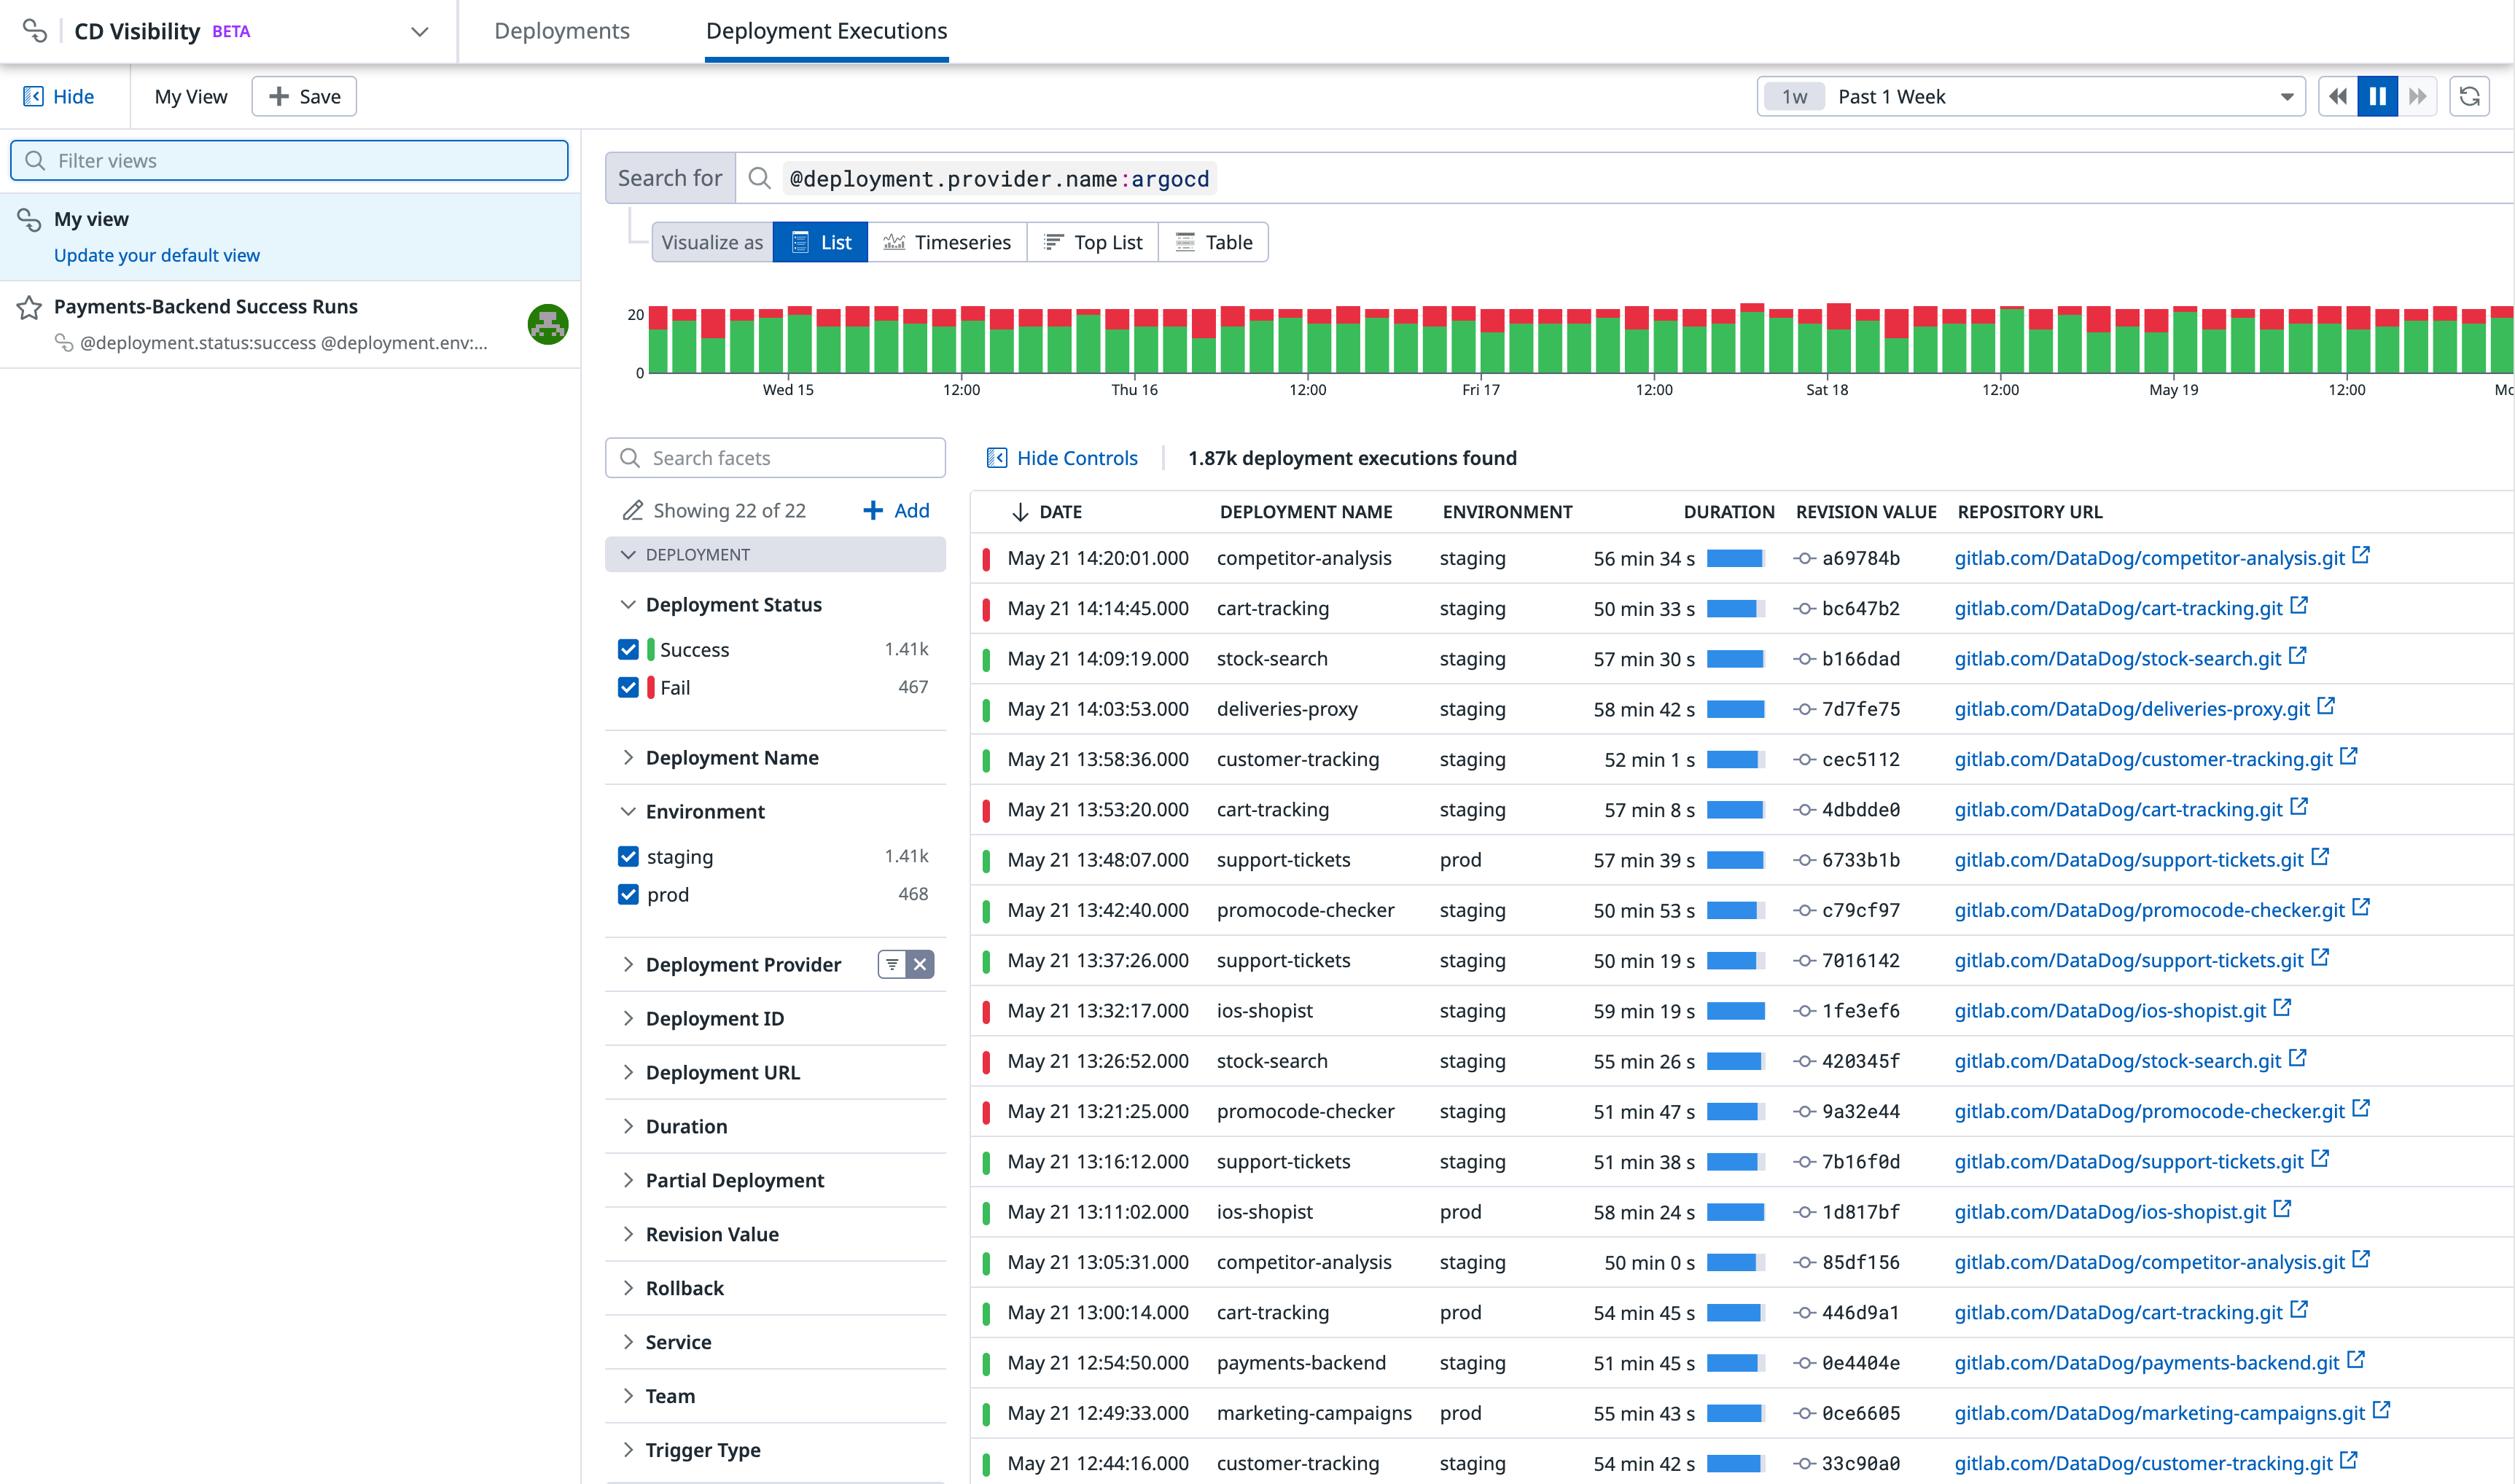 CD Visibility BETA
Deployments
Deployment Executions
Hide
My View
Save
1w Past 1 Week
Filter views
My view
Update your default view
Payments-Backend Success Runs
@deployment.status:success @deployment.env:...
Search for @deployment.provider.name:argocd
Visualize as List Timeseries Top List Table
20
0
Wed 15 12:00 Thu 16 12:00 Fri 17 12:00 Sat 18 12:00 May 19 12:00 Mc
Search facets
Showing 22 of 22 Add
DEPLOYMENT
Deployment Status
Success 1.41k
Fail 467
Deployment Name
Environment
staging 1.41k
prod 468
Deployment Provider
Deployment ID
Deployment URL
Duration
Partial Deployment
Revision Value
Rollback
Service
Team
Trigger Type
Hide Controls 1.87k deployment executions found
DATE DEPLOYMENT NAME ENVIRONMENT DURATION REVISION VALUE REPOSITORY URL
May 21 14:20:01.000 competitor-analysis staging 56 min 34 s a69784b gitlab.com/DataDog/competitor-analysis.git
May 21 14:14:45.000 cart-tracking staging 50 min 33 s bc647b2 gitlab.com/DataDog/cart-tracking.git
May 21 14:09:19.000 stock-search staging 57 min 30 s b166dad gitlab.com/DataDog/stock-search.git
May 21 14:03:53.000 deliveries-proxy staging 58 min 42 s 7d7fe75 gitlab.com/DataDog/deliveries-proxy.git
May 21 13:58:36.000 customer-tracking staging 52 min 1 s cec5112 gitlab.com/DataDog/customer-tracking.git
May 21 13:53:20.000 cart-tracking staging 57 min 8 s 4dbdde0 gitlab.com/DataDog/cart-tracking.git
May 21 13:48:07.000 support-tickets prod 57 min 39 s 6733b1b gitlab.com/DataDog/support-tickets.git
May 21 13:42:40.000 promocode-checker staging 50 min 53 s c79cf97 gitlab.com/DataDog/promocode-checker.git
May 21 13:37:26.000 support-tickets staging 50 min 19 s 7016142 gitlab.com/DataDog/support-tickets.git
May 21 13:32:17.000 ios-shopist staging 59 min 19 s 1fe3ef6 gitlab.com/DataDog/ios-shopist.git
May 21 13:26:52.000 stock-search staging 55 min 26 s 420345f gitlab.com/DataDog/stock-search.git
May 21 13:21:25.000 promocode-checker staging 51 min 47 s 9a32e44 gitlab.com/DataDog/promocode-checker.git
May 21 13:16:12.000 support-tickets staging 51 min 38 s 7b16f0d gitlab.com/DataDog/support-tickets.git
May 21 13:11:02.000 ios-shopist prod 58 min 24 s 1d817bf gitlab.com/DataDog/ios-shopist.git
May 21 13:05:31.000 competitor-analysis staging 50 min 0 s 85df156 gitlab.com/DataDog/competitor-analysis.git
May 21 13:00:14.000 cart-tracking prod 54 min 45 s 446d9a1 gitlab.com/DataDog/cart-tracking.git
May 21 12:54:50.000 payments-backend staging 51 min 45 s 0e4404e gitlab.com/DataDog/payments-backend.git
May 21 12:49:33.000 marketing-campaigns prod 55 min 43 s 0ce6605 gitlab.com/DataDog/marketing-campaigns.git
May 21 12:44:16.000 customer-tracking staging 54 min 42 s 33c90a0 gitlab.com/DataDog/customer-tracking.git